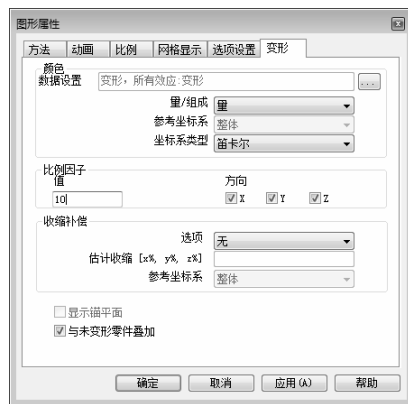 图形属性
方法 动画 比例 网格显示 选项设置 变形
颜色
数据设置 变形，所有效应:变形 ...
量/组成 量
参考坐标系 整体
坐标系类型 笛卡尔
比例因子
值 方向
10 X Y Z
收缩补偿
选项 无
估计收缩 [x%, y%, z%]
参考坐标系 整体
显示锚平面
与未变形零件叠加
确定 取消 应用(A) 帮助